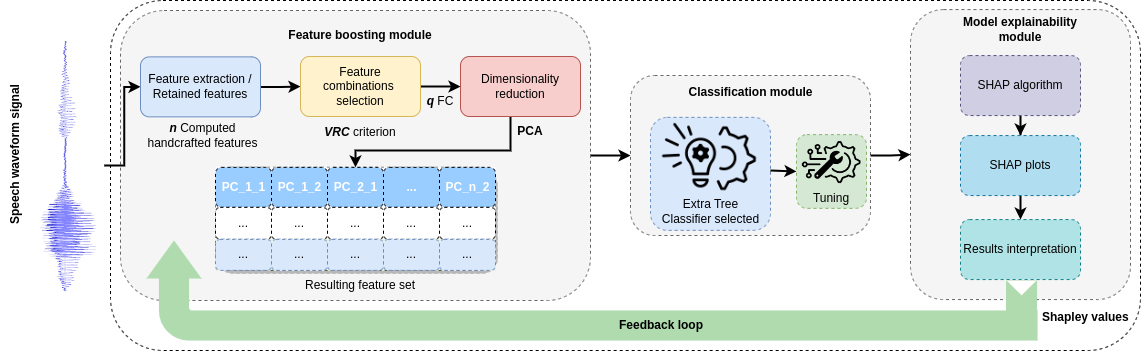 Speech waveform signal
Feature boosting module
Feature extraction /
Retained features
n Computed
handcrafted features
Feature
combinations
selection
VRC criterion
q FC
Dimensionality
reduction
PCA
PC_1_1 PC_1_2 PC_2_1 ... PC_n_2
... ... ... ... ...
... ... ... ... ...
Resulting feature set
Classification module
Extra Tree
Classifier selected
Tuning
Model explainability
module
SHAP algorithm
SHAP plots
Results interpretation
Shapley values
Feedback loop